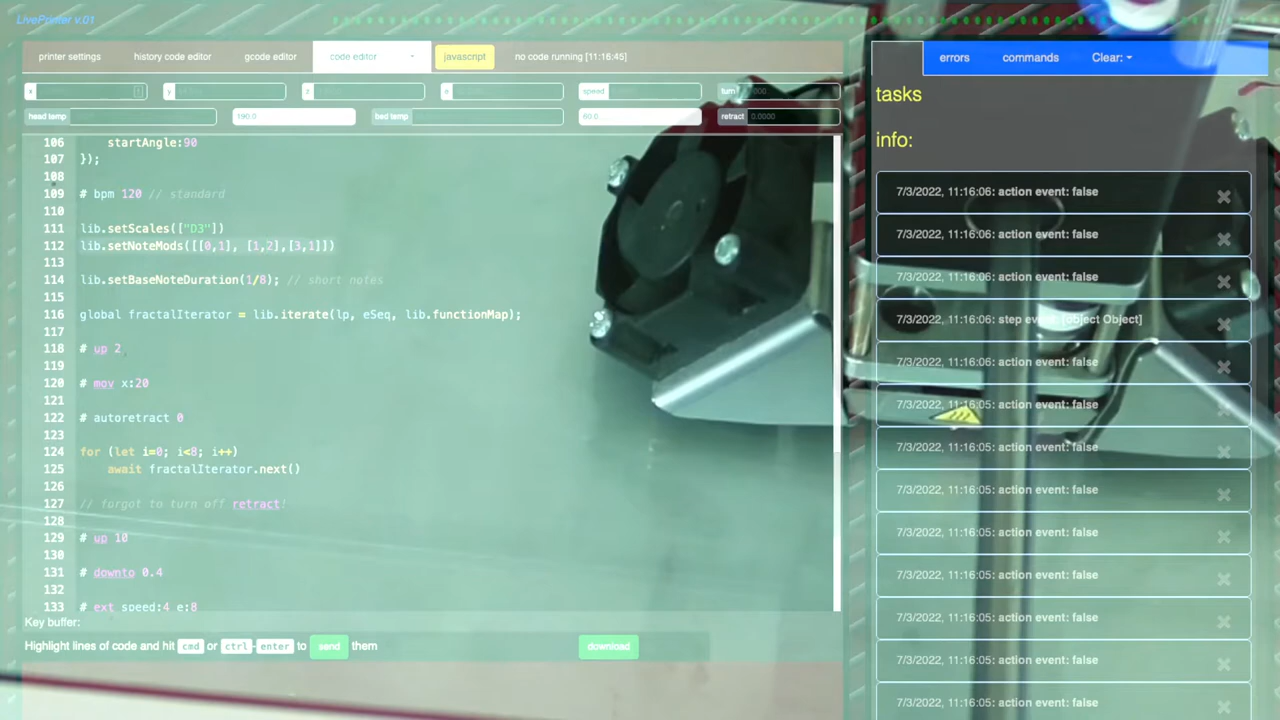 LivePrinter v.01
printer settings history code editor gcode editor code editor javascript no code running [11:16:45]
x y z e speed turn
head temp 190.0 bed temp 60.0 retract 0.0000
106 startAngle:90
107 });
108
109 # bpm 120 // standard
110
111 lib.setScales(["D3"])
112 lib.setNoteMods([[0,1], [1,2],[3,1]])
113
114 lib.setBaseNoteDuration(1/8); // short notes
115
116 global fractalIterator = lib.iterate(lp, eSeq, lib.functionMap);
117
118 # up 2
119
120 # mov x:20
121
122 # autoretract 0
123
124 for (let i=0; i<8; i++)
125 await fractalIterator.next()
126
127 // forgot to turn off retract!
128
129 # up 10
130
131 # downto 0.4
132
133 # ext speed:4 e:8
Key buffer:
Highlight lines of code and hit cmd or ctrl-enter to send them download
errors commands Clear:
tasks
info:
7/3/2022, 11:16:06: action event: false
7/3/2022, 11:16:06: action event: false
7/3/2022, 11:16:06: action event: false
7/3/2022, 11:16:06: step event: [object Object]
7/3/2022, 11:16:06: action event: false
7/3/2022, 11:16:05: action event: false
7/3/2022, 11:16:05: action event: false
7/3/2022, 11:16:05: action event: false
7/3/2022, 11:16:05: action event: false
7/3/2022, 11:16:05: action event: false
7/3/2022, 11:16:05: action event: false
7/3/2022, 11:16:05: action event: false
7/3/2022, 11:16:05: action event: false